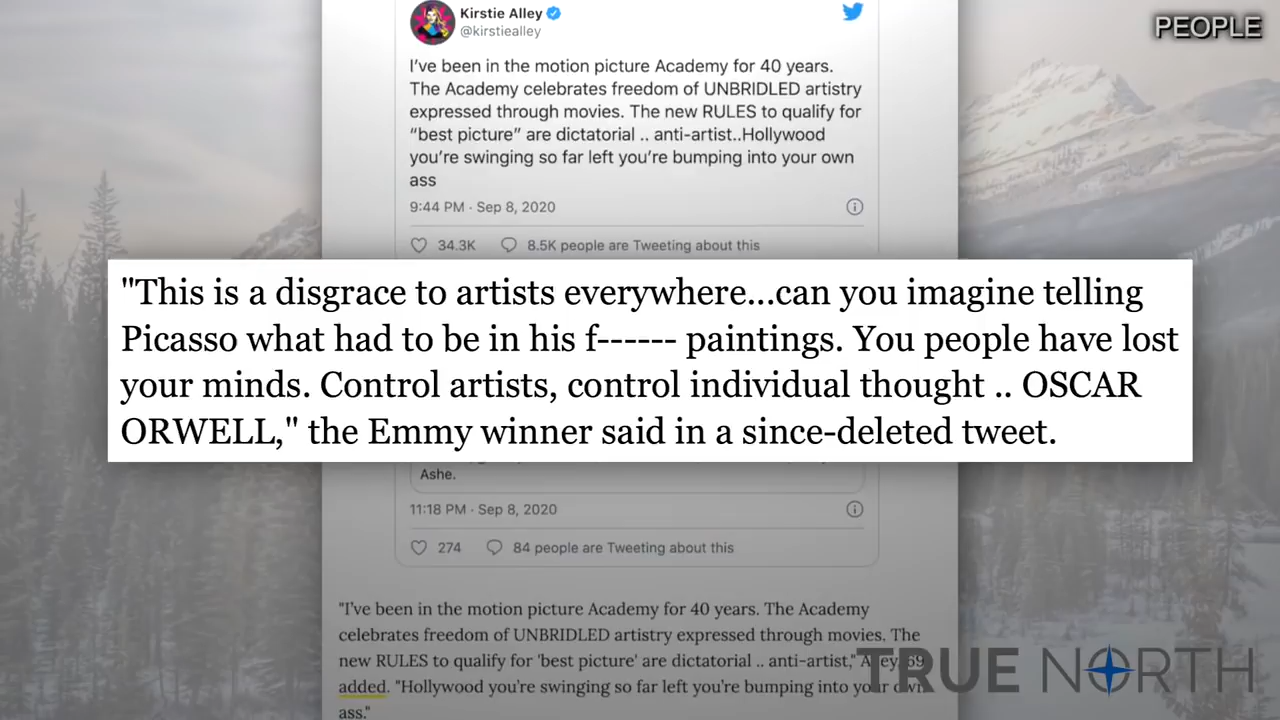 Kirstie Alley
PEOPLE
@kirstiealley
I've been in the motion picture Academy for 40 years.
The Academy celebrates freedom of UNBRIDLED artistry
expressed through movies. The new RULES to qualify for
“best picture” are dictatorial .. anti-artist..Hollywood
you're swinging so far left you're bumping into your own
ass
9:44 PM · Sep 8, 2020
34.3K 8.5K people are Tweeting about this
"This is a disgrace to artists everywhere...can you imagine telling
Picasso what had to be in his f------ paintings. You people have lost
your minds. Control artists, control individual thought .. OSCAR
ORWELL," the Emmy winner said in a since-deleted tweet.
Ashe.
11:18 PM · Sep 8, 2020
274 84 people are Tweeting about this
"I've been in the motion picture Academy for 40 years. The Academy
celebrates freedom of UNBRIDLED artistry expressed through movies. The
new RULES to qualify for 'best picture' are dictatorial .. anti-artist," Alley, 69,
added. "Hollywood you're swinging so far left you're bumping into your own
ass."
TRUE NORTH